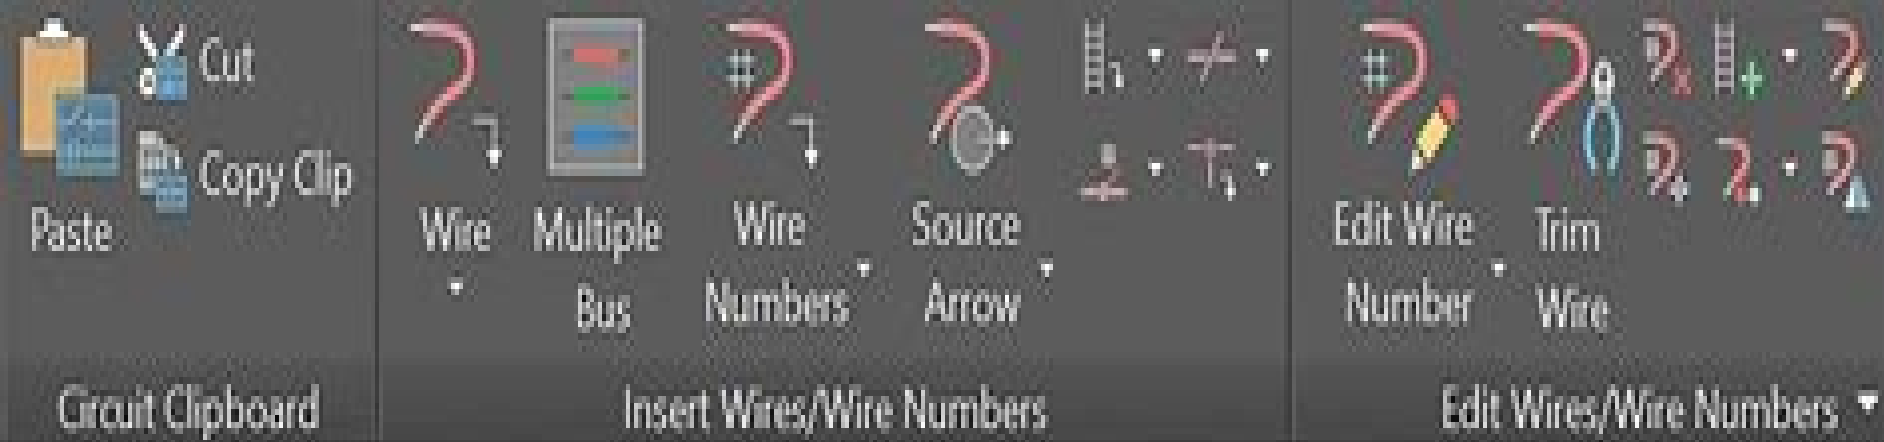 Paste
Cut
Copy Clip
Circuit Clipboard
Wire
Multiple
Bus
Wire
Numbers
Source
Arrow
Insert Wires/Wire Numbers
Edit Wire
Number
Trim
Wire
Edit Wires/Wire Numbers